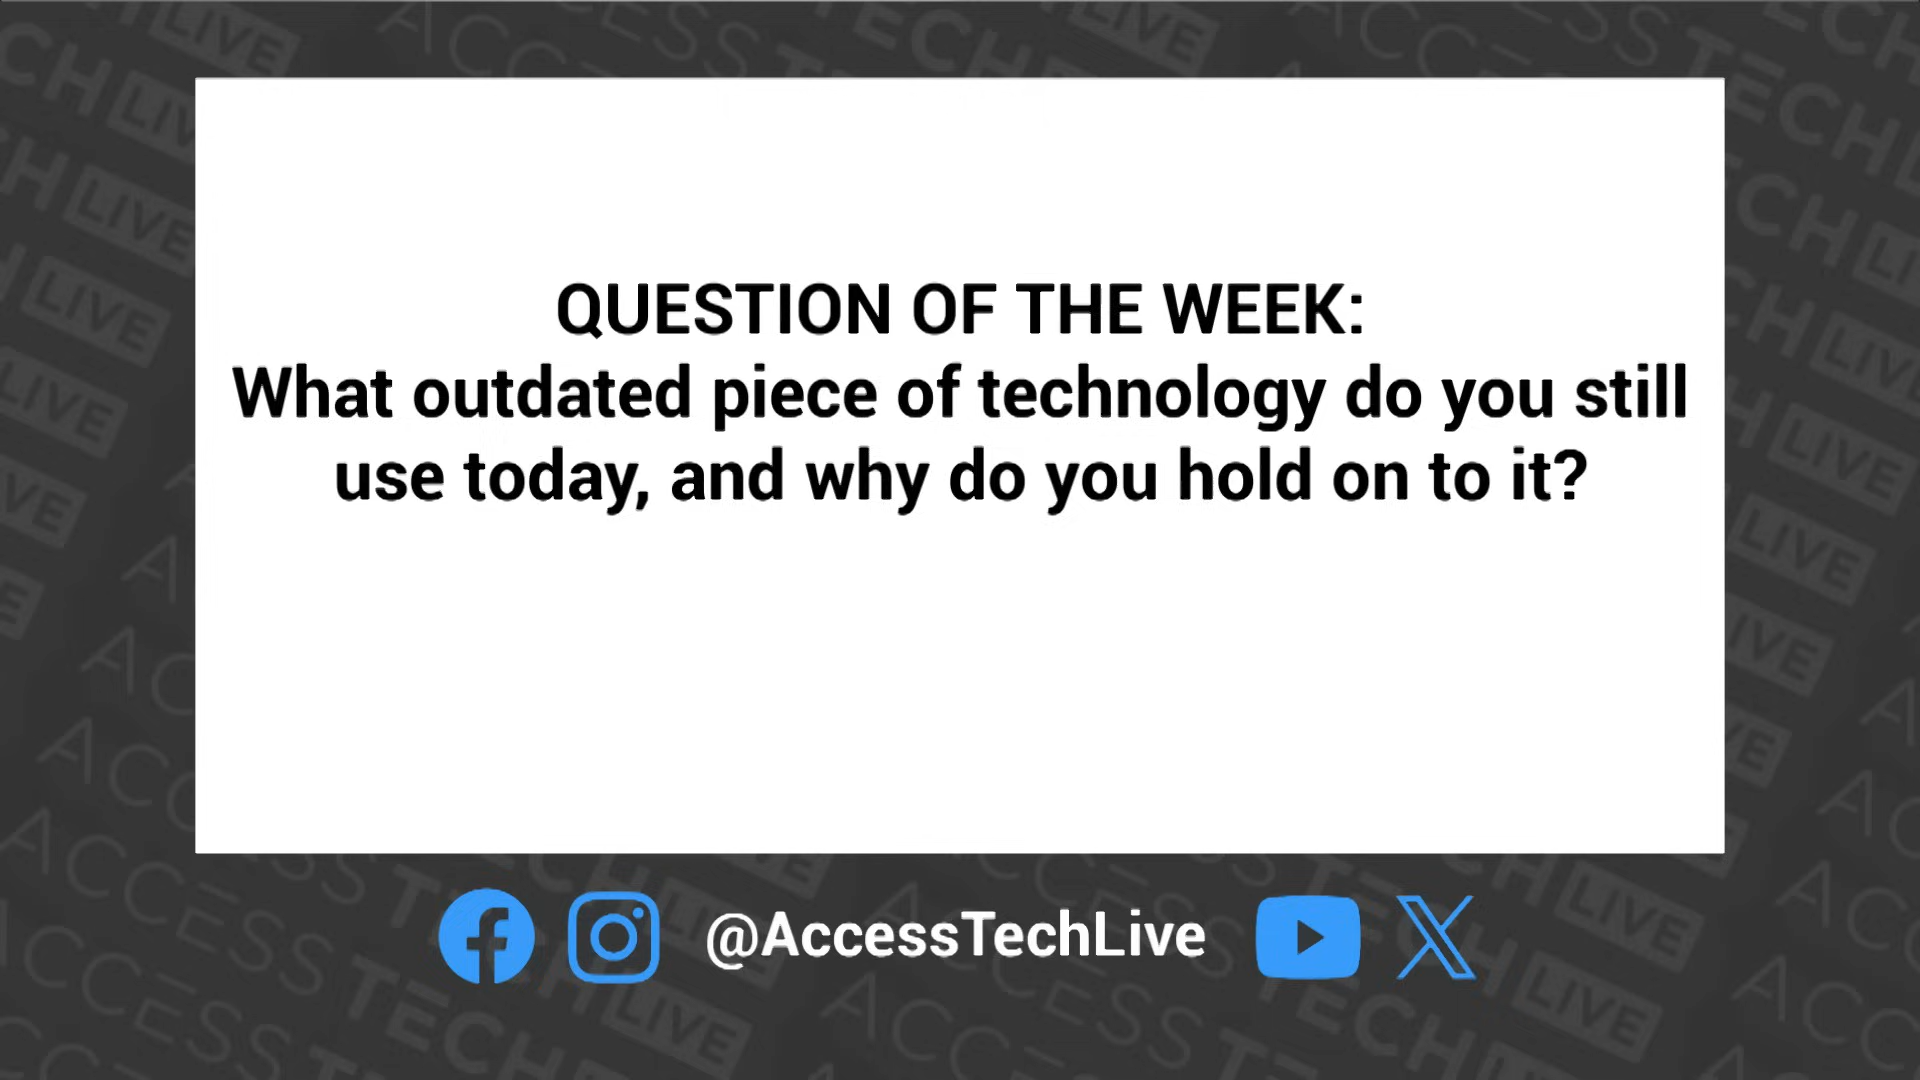 QUESTION OF THE WEEK:
What outdated piece of technology do you still
use today, and why do you hold on to it?
@AccessTechLive